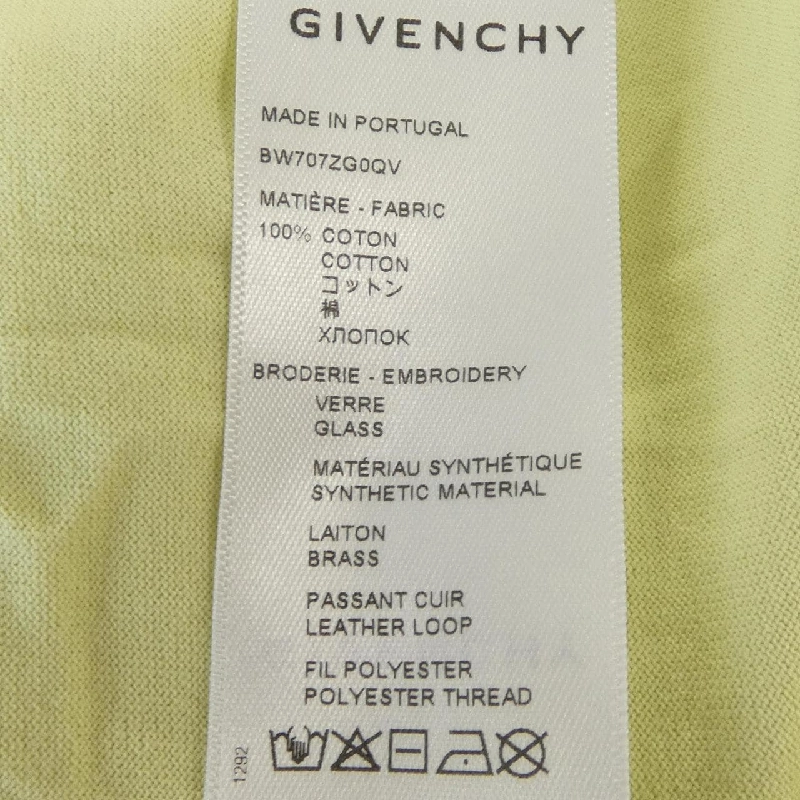 GIVENCHY
MADE IN PORTUGAL
BW707ZG0QV
MATIÈRE - FABRIC
100% COTON
COTTON
コットン
棉
ХЛОПОК
BRODERIE - EMBROIDERY
VERRE
GLASS
MATÉRIAU SYNTHÉTIQUE
SYNTHETIC MATERIAL
LAITON
BRASS
PASSANT CUIR
LEATHER LOOP
FIL POLYESTER
POLYESTER THREAD
1292